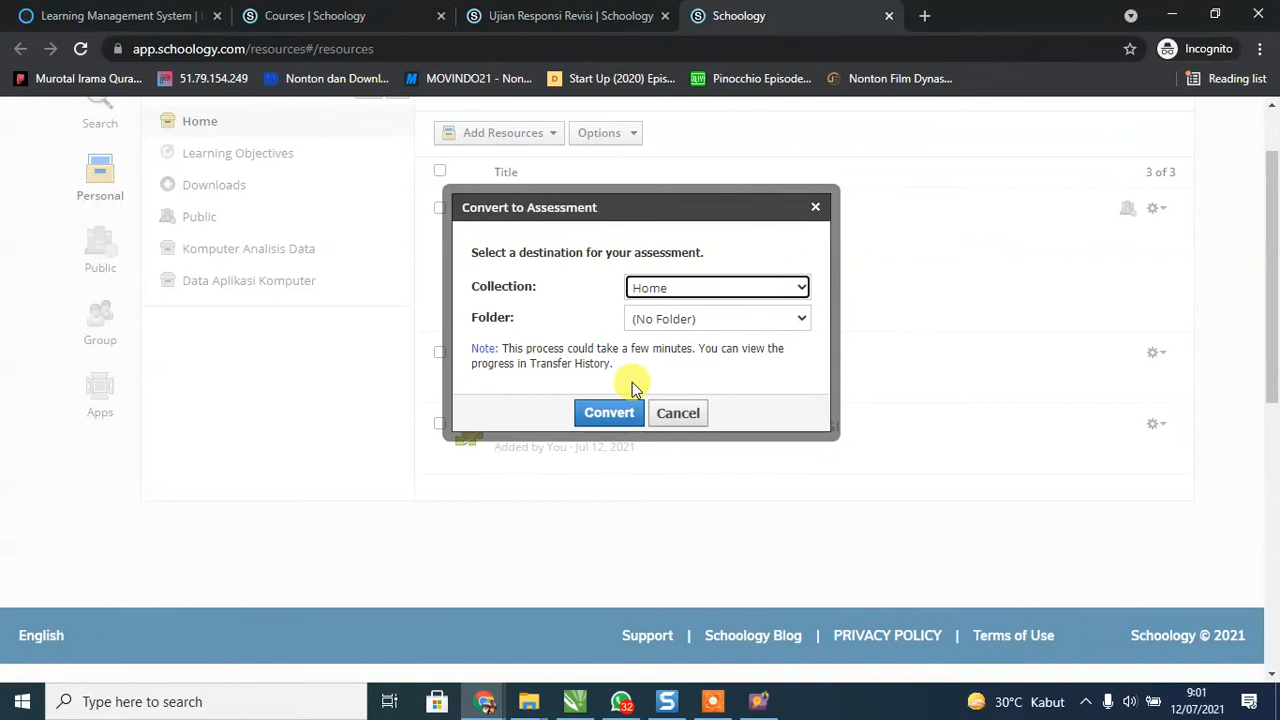 Learning Management System |
Courses | Schoology
Ujian Responsi Revisi | Schoology
Schoology
app.schoology.com/resources#/resources
Incognito
Murotal Irama Qura...
51.79.154.249
Nonton dan Downl...
MOVINDO21 - Non...
Start Up (2020) Epis...
Pinocchio Episode...
Nonton Film Dynas...
Reading list
Search
Personal
Public
Group
Apps
Home
Learning Objectives
Downloads
Public
Komputer Analisis Data
Data Aplikasi Komputer
Add Resources
Options
Title
3 of 3
Convert to Assessment
Select a destination for your assessment.
Collection:
Home
Folder:
(No Folder)
Note: This process could take a few minutes. You can view the
progress in Transfer History.
Convert
Cancel
Added by You · Jul 12, 2021
English
Support | Schoology Blog | PRIVACY POLICY | Terms of Use
Schoology © 2021
Type here to search
32
30°C Kabut
9:01
12/07/2021